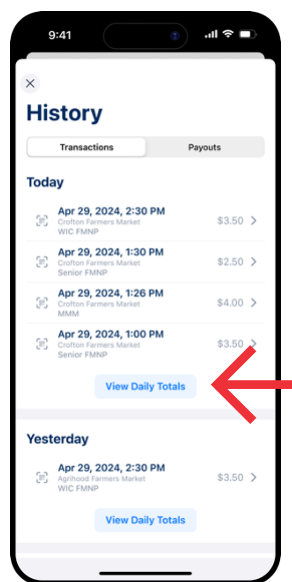 9:41
History
Transactions Payouts
Today
Apr 29, 2024, 2:30 PM
Crofton Farmers Market
WIC FMNP
$3.50
Apr 29, 2024, 1:30 PM
Crofton Farmers Market
Senior FMNP
$2.50
Apr 29, 2024, 1:26 PM
Crofton Farmers Market
MMM
$4.00
Apr 29, 2024, 1:00 PM
Crofton Farmers Market
Senior FMNP
$3.50
View Daily Totals
Yesterday
Apr 29, 2024, 2:30 PM
Agrihood Farmers Market
WIC FMNP
$3.50
View Daily Totals